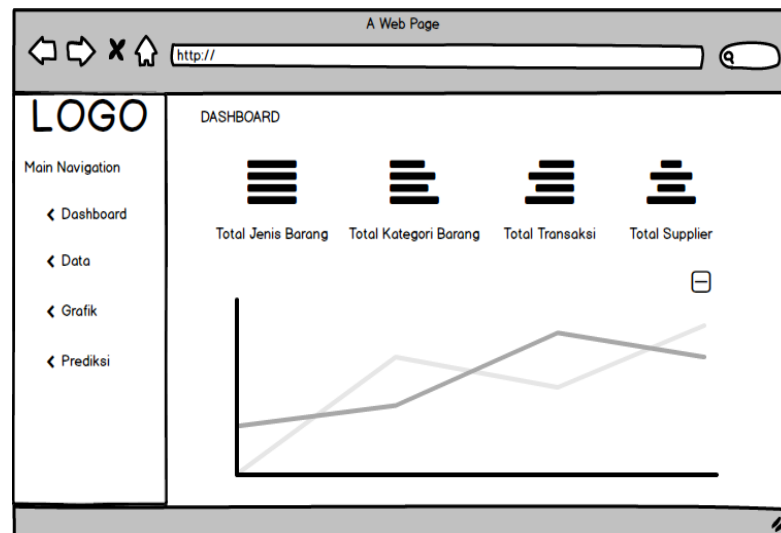 A Web Page
http://
LOGO
DASHBOARD
Main Navigation
Dashboard
Data
Grafik
Prediksi
Total Jenis Barang
Total Kategori Barang
Total Transaksi
Total Supplier